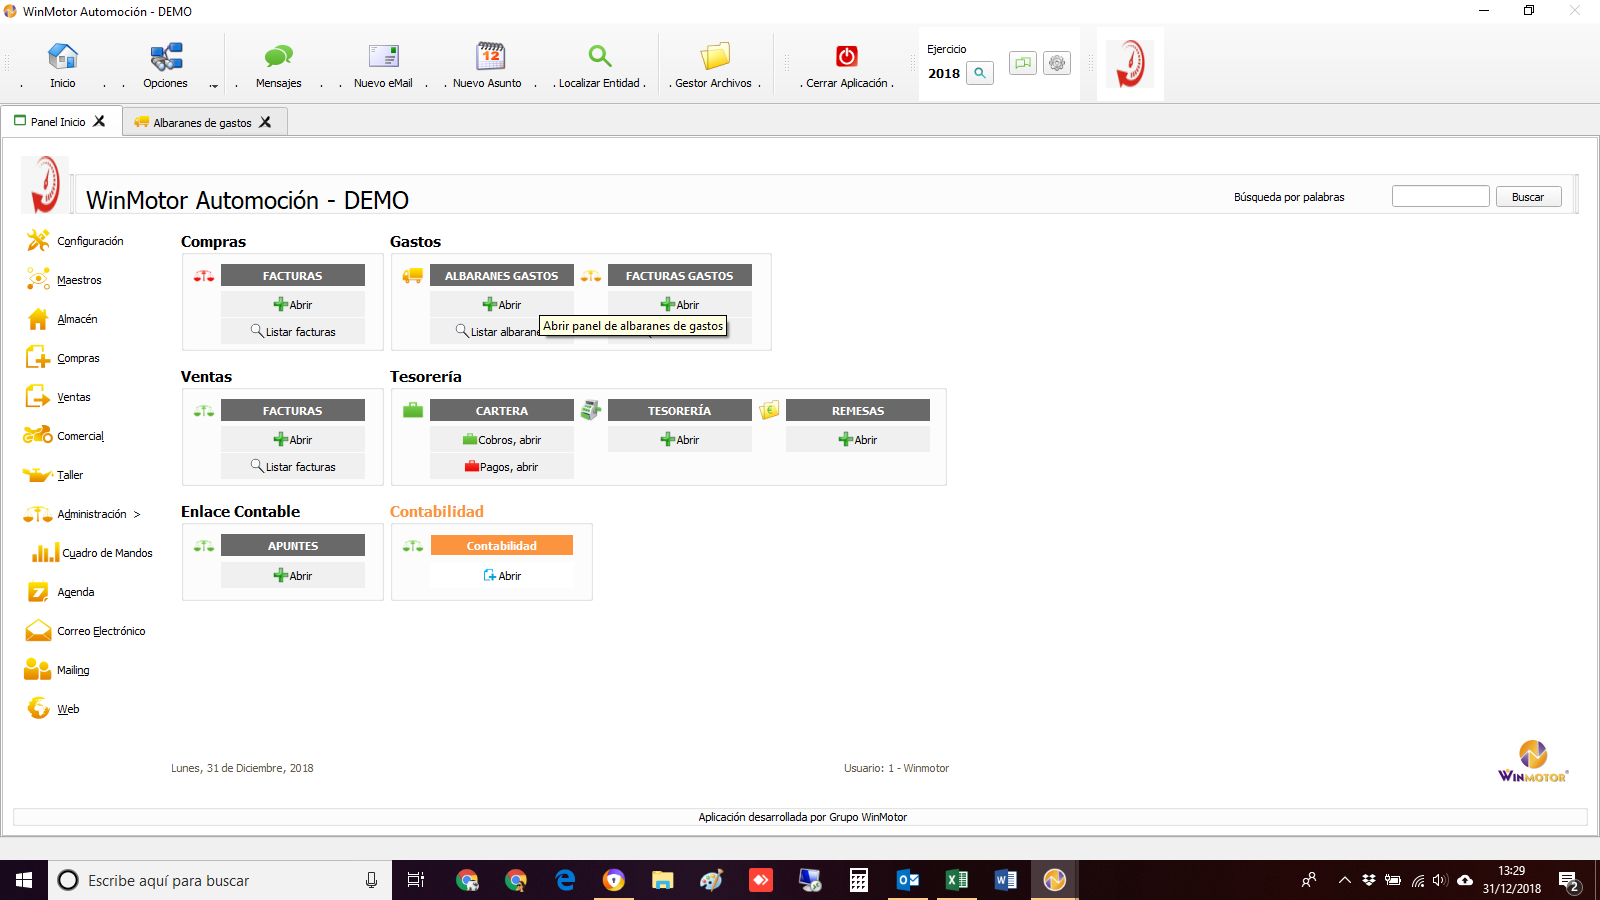 WinMotor Automoción - DEMO
Inicio
Opciones
Mensajes
Nuevo eMail
Nuevo Asunto
Localizar Entidad
Gestor Archivos
Cerrar Aplicación
Ejercicio
2018
12
Panel Inicio
Albaranes de gastos
WinMotor Automoción - DEMO
Búsqueda por palabras
Buscar
Configuración
Maestros
Almacén
Compras
Ventas
Comercial
Taller
Administración >
Cuadro de Mandos
Agenda
Correo Electrónico
Mailing
Web
Compras
FACTURAS
Abrir
Listar facturas
Gastos
ALBARANES GASTOS
Abrir
Listar albarane
FACTURAS GASTOS
Abrir
Abrir panel de albaranes de gastos
Ventas
FACTURAS
Abrir
Listar facturas
Tesorería
CARTERA
Cobros, abrir
Pagos, abrir
TESORERÍA
Abrir
REMESAS
Abrir
Enlace Contable
APUNTES
Abrir
Contabilidad
Contabilidad
Abrir
Lunes, 31 de Diciembre, 2018
Usuario: 1 - Winmotor
WINMOTOR
Aplicación desarrollada por Grupo WinMotor
Escribe aquí para buscar
13:29
31/12/2018
2